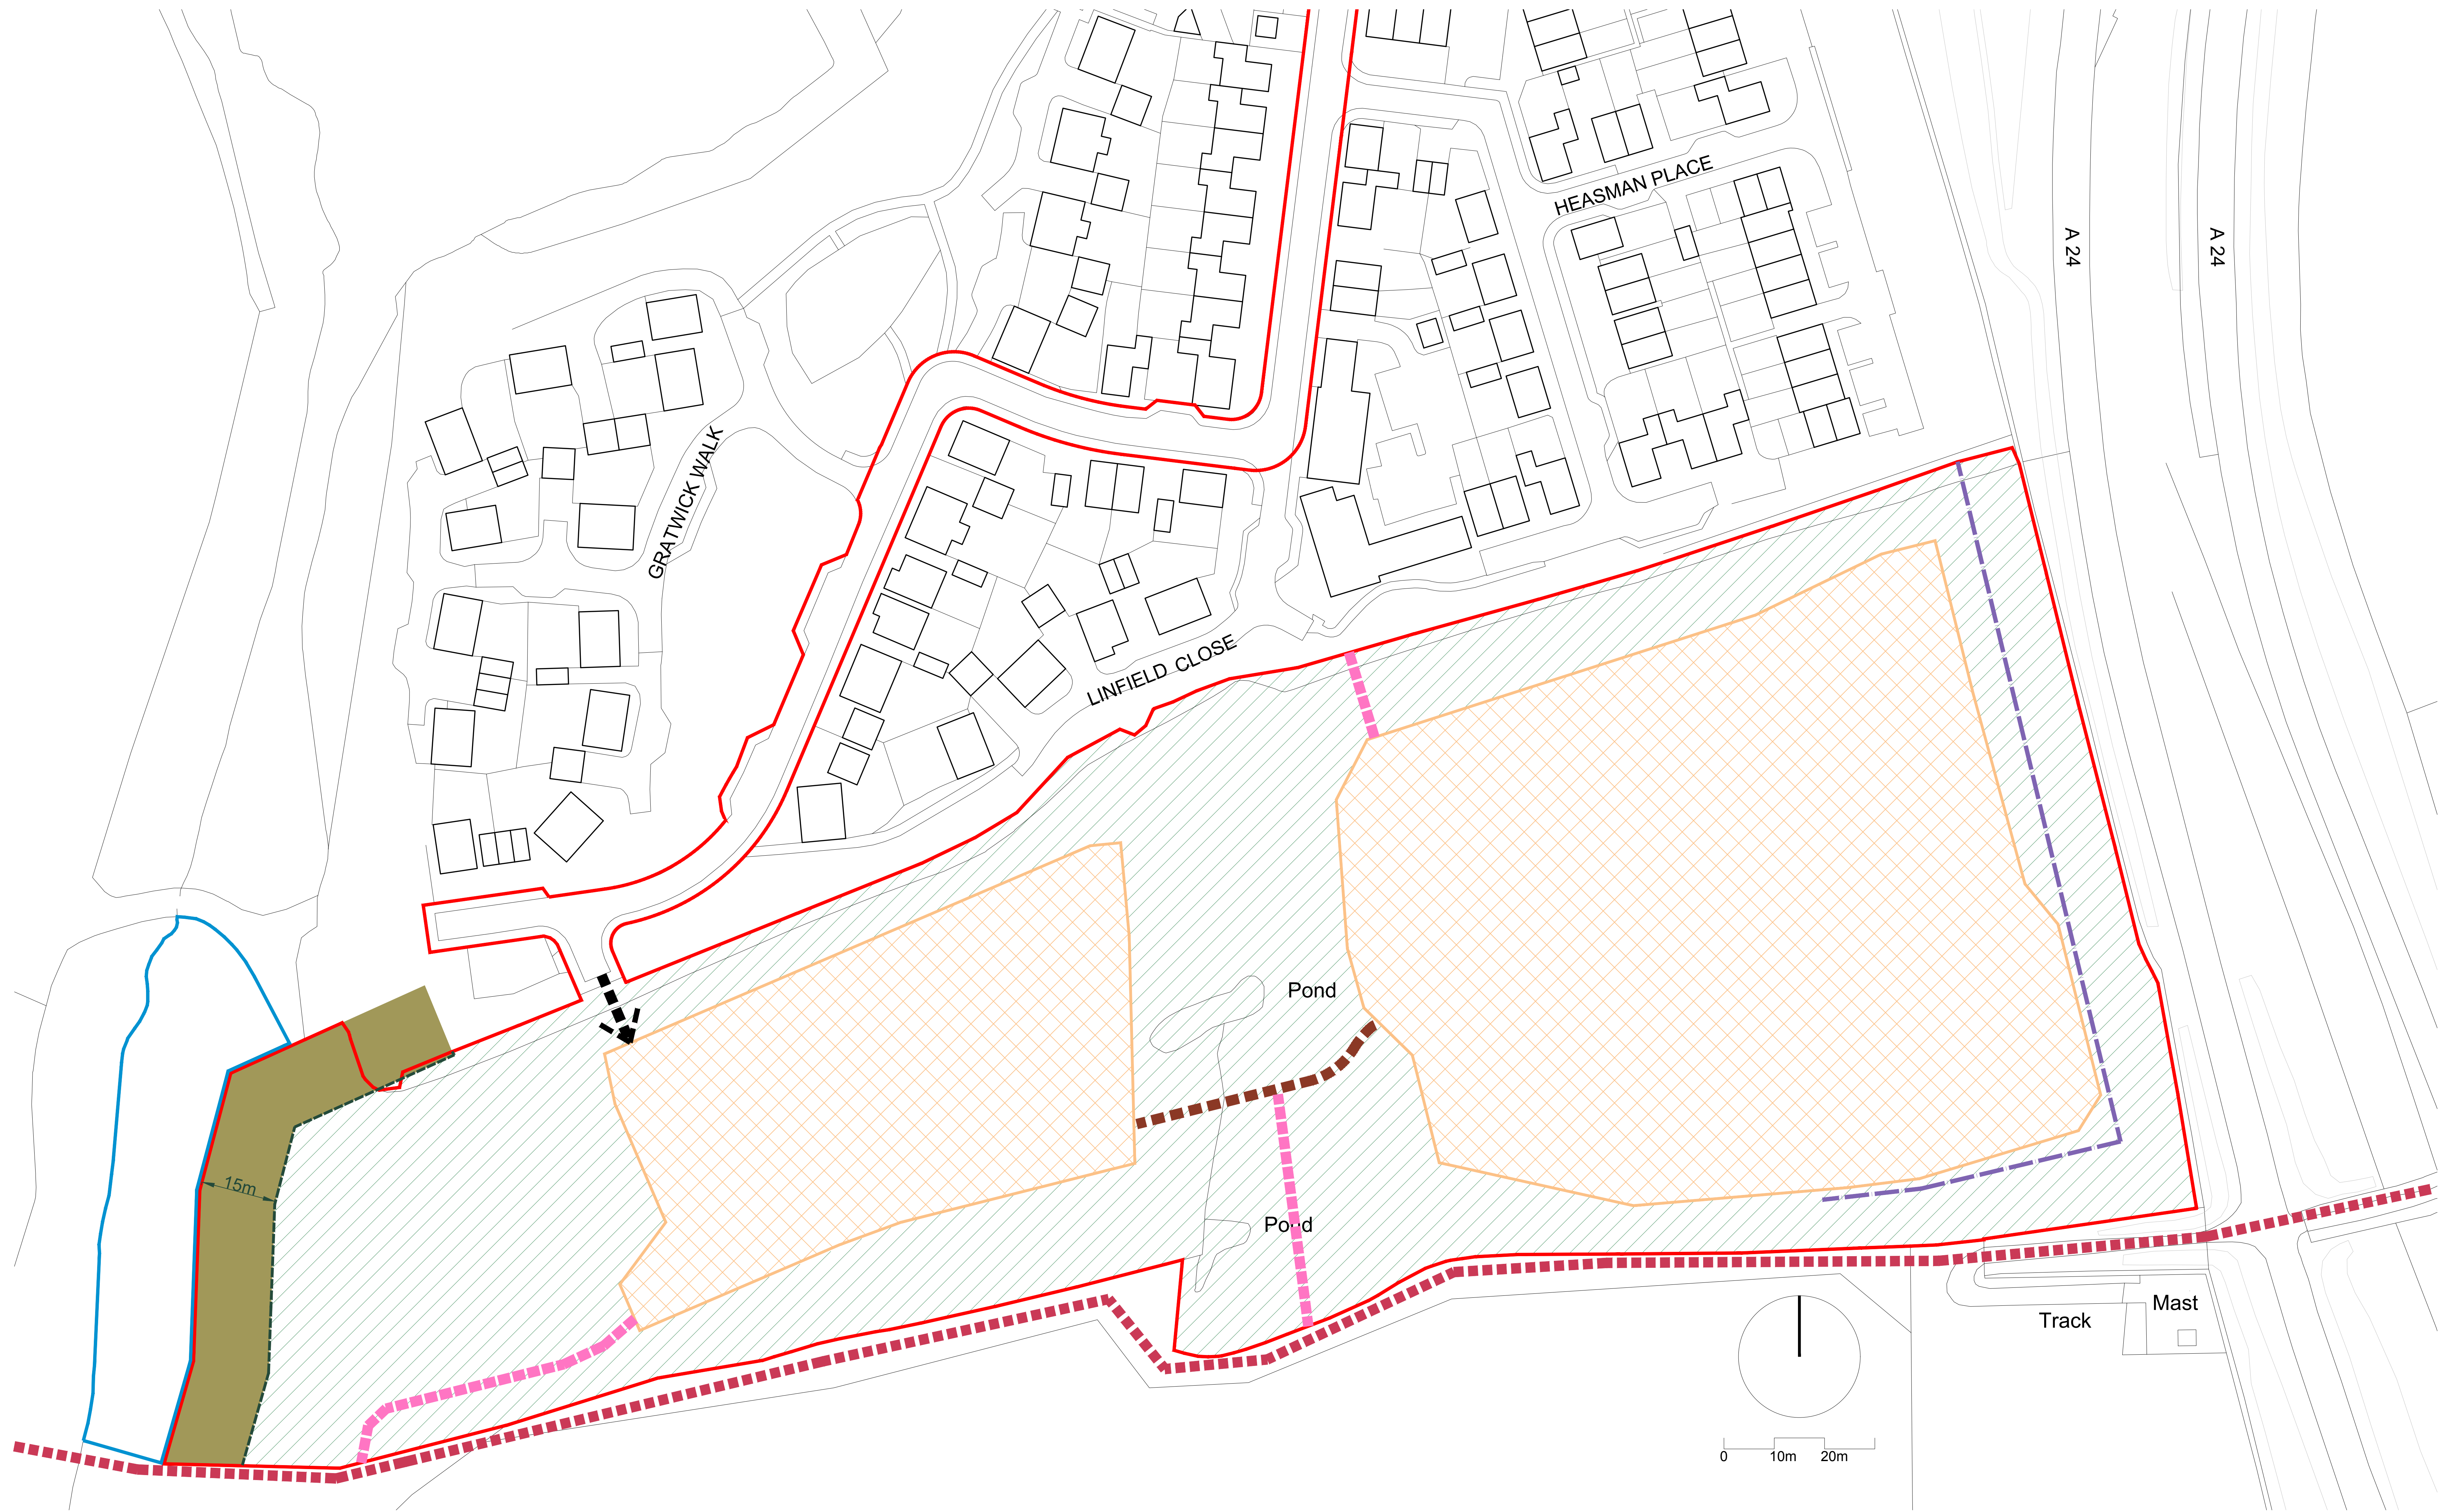 HEASMAN PLACE
A 24
A 24
GRATWICK WALK
LINFIELD CLOSE
Pond
15m
Pond
Mast
Track
0 10m 20m